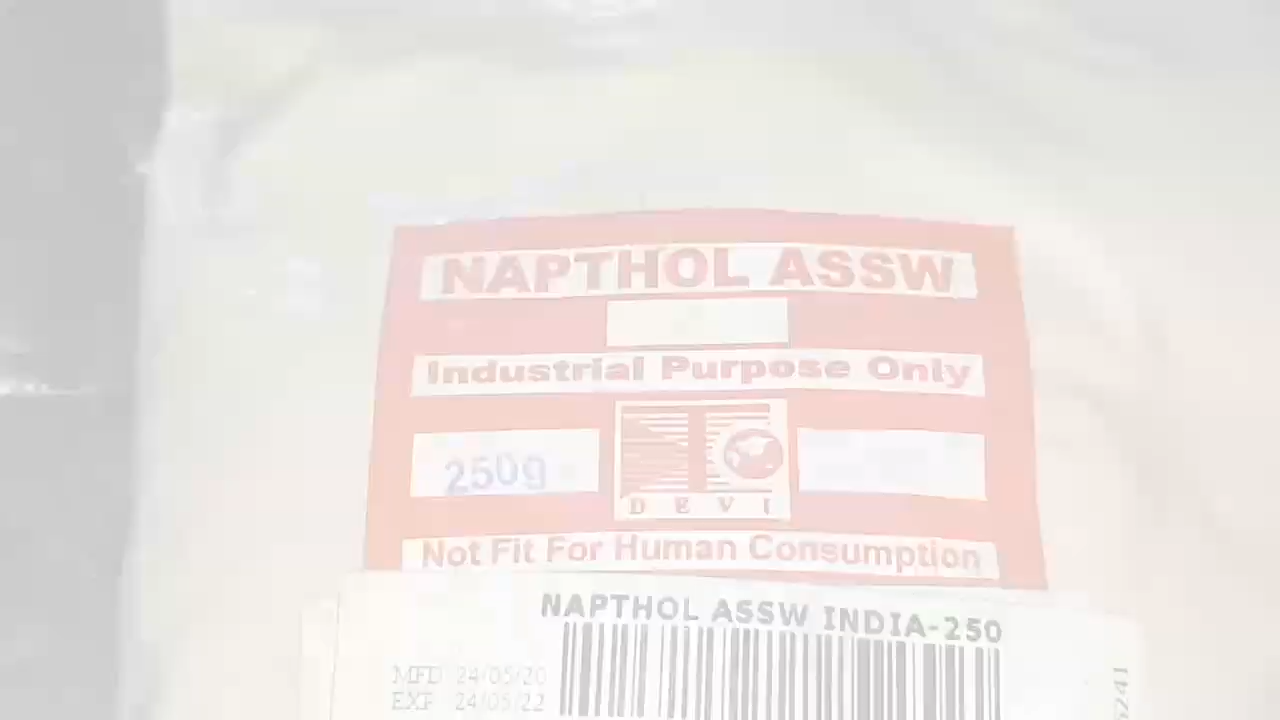 NAPTHOL ASSW
Industrial Purpose Only
250g
DEVI
Not Fit For Human Consumption
NAPTHOL ASSW INDIA-250
MFD 24/05/20
EXP 24/05/22